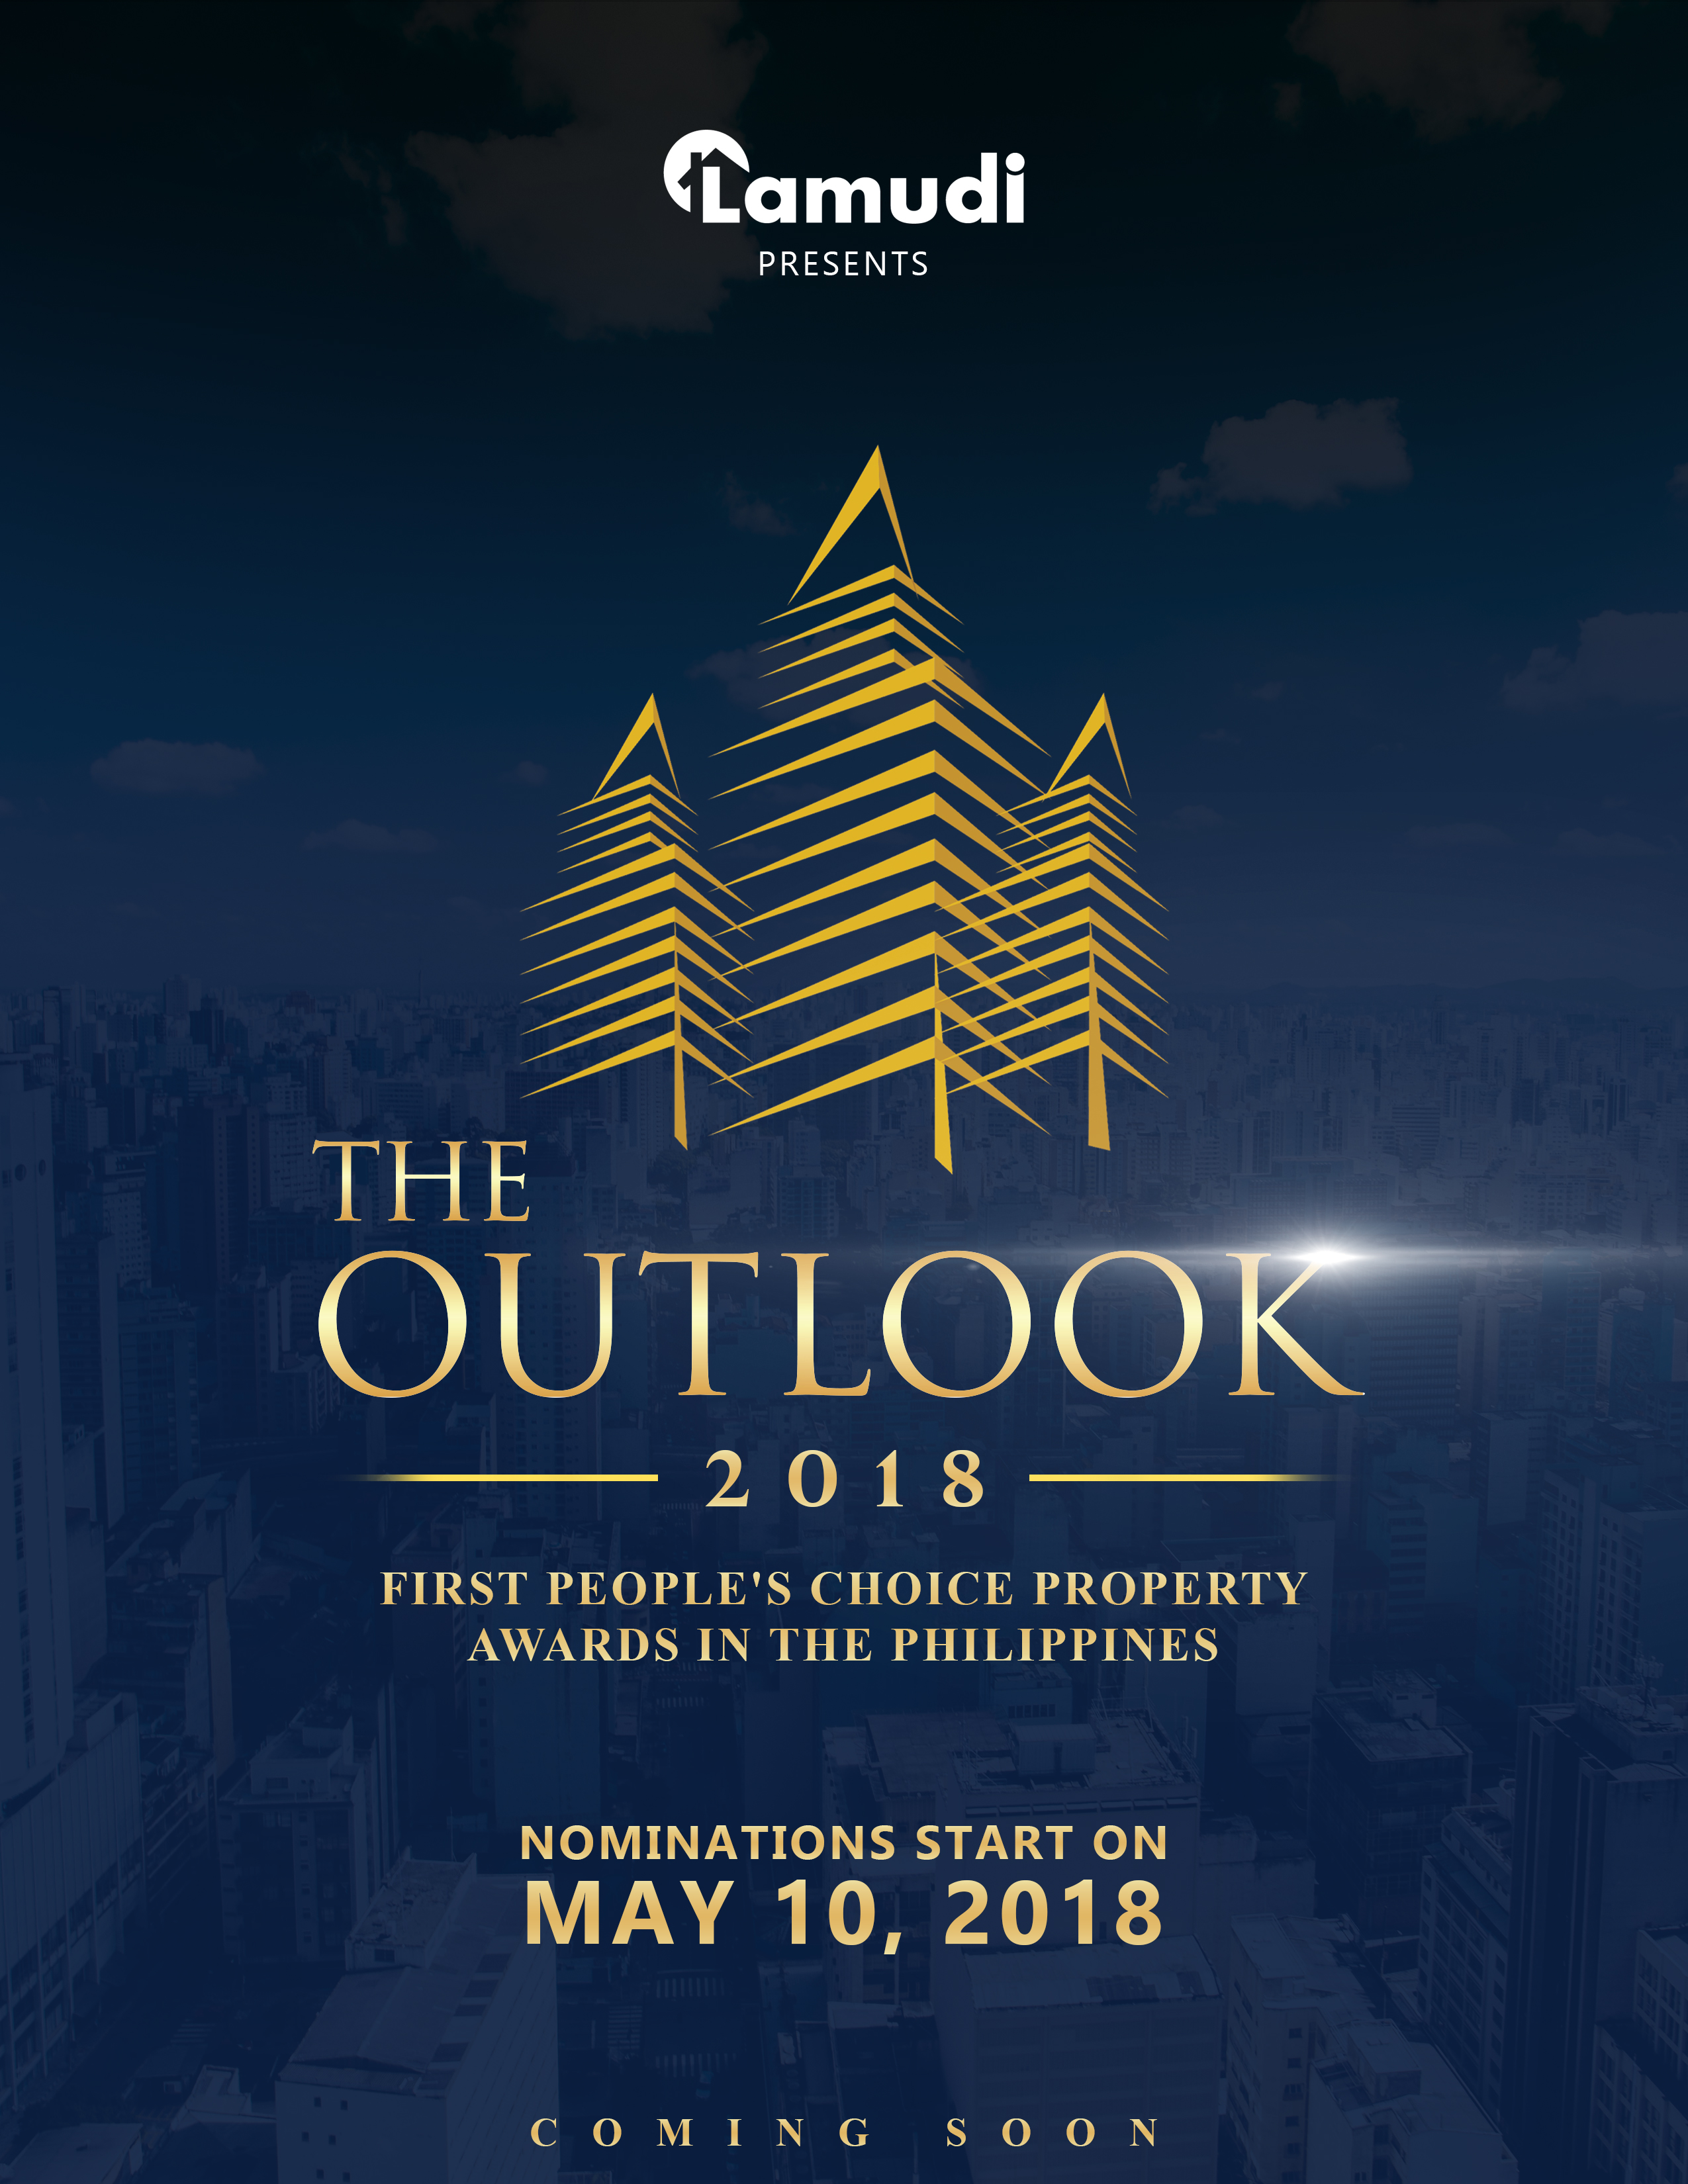 Lamudi
PRESENTS
THE
OUTLOOK
2018
FIRST PEOPLE'S CHOICE PROPERTY
AWARDS IN THE PHILIPPINES
NOMINATIONS START ON
MAY 10, 2018
COMING SOON